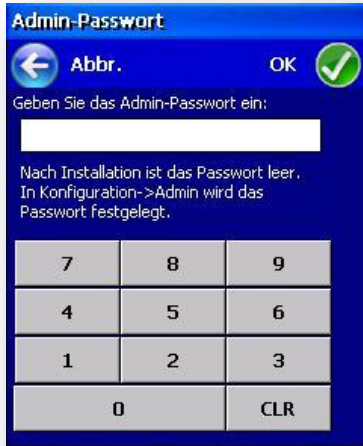 Admin-Passwort
Abbr. OK
Geben Sie das Admin-Passwort ein:
Nach Installation ist das Passwort leer.
In Konfiguration->Admin wird das
Passwort festgelegt.
7 8 9
4 5 6
1 2 3
0 CLR